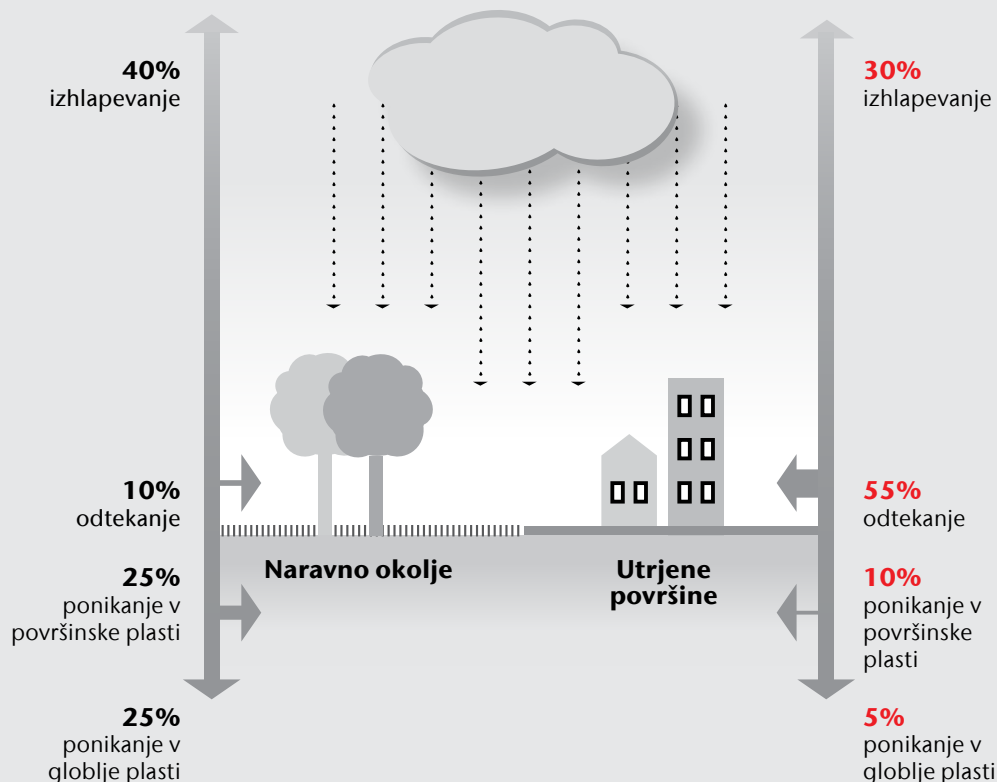 40%
izhlapevanje
10%
odtekanje
25%
ponikanje v
površinske plasti
25%
ponikanje v
globlje plasti
Naravno okolje
Utrjene
površine
30%
izhlapevanje
55%
odtekanje
10%
ponikanje v
površinske
plasti
5%
ponikanje v
globlje plasti